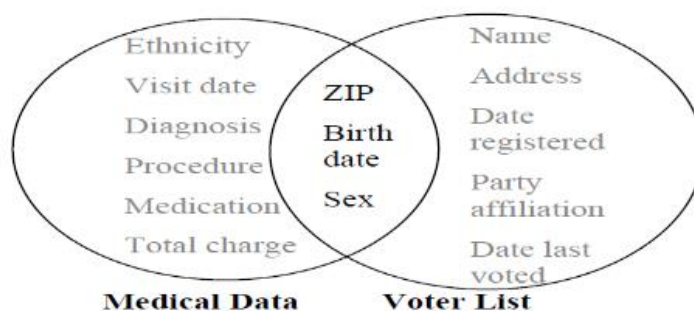 Ethnicity
Visit date
Diagnosis
Procedure
Medication
Total charge
ZIP
Birth
date
Sex
Name
Address
Date
registered
Party
affiliation
Date last
voted
Medical Data
Voter List